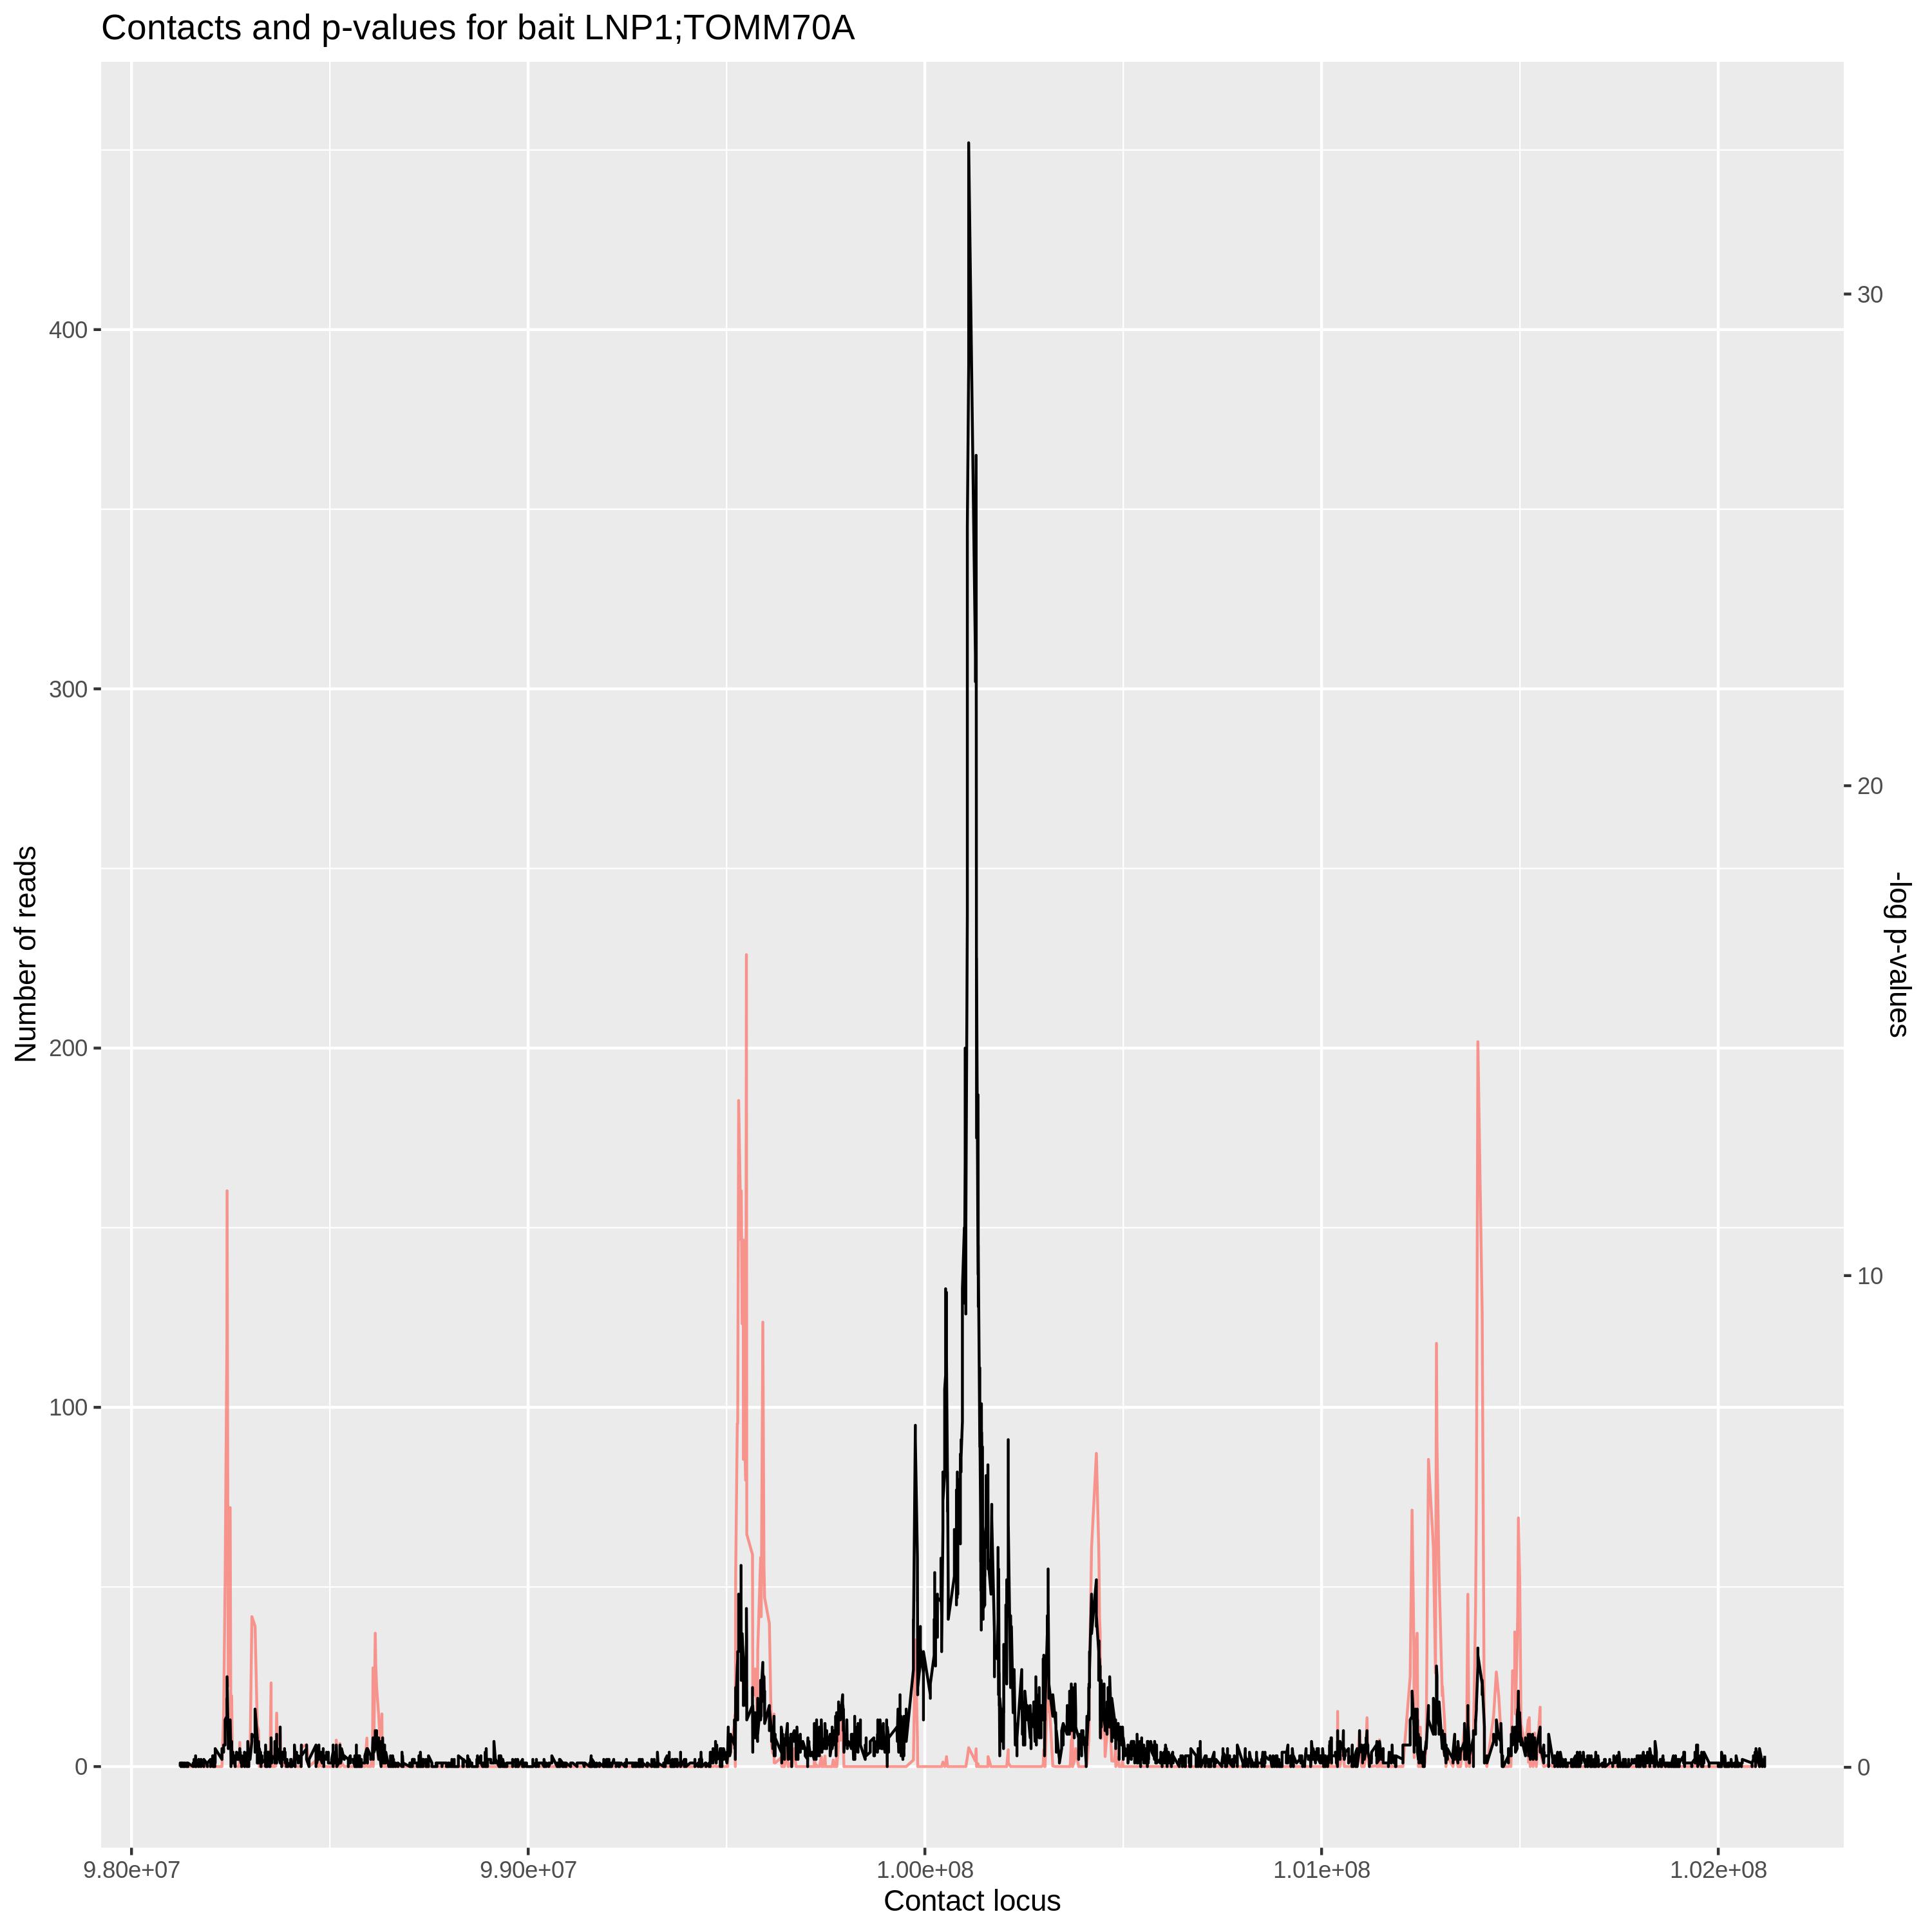 Contacts and p-values for bait LNP1;TOMM70A
400
300
200
100
0
Number of reads
30
20
10
0
-log p-values
9.80e+07
9.90e+07
1.00e+08
1.01e+08
1.02e+08
Contact locus